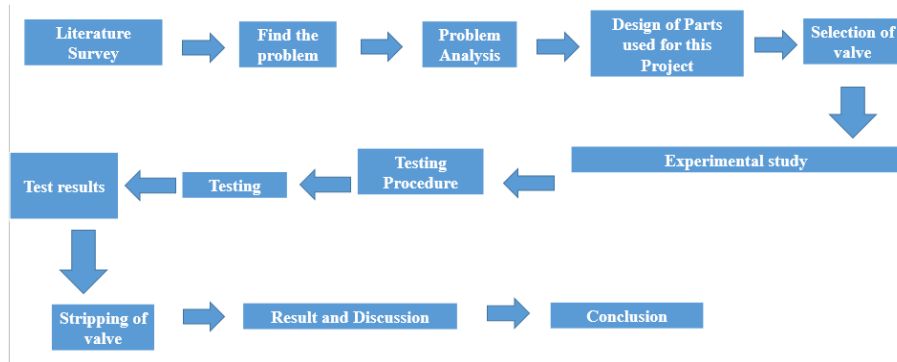 Literature
Survey
Find the
problem
Problem
Analysis
Design of Parts
used for this
Project
Selection of
valve
Experimental study
Testing
Procedure
Testing
Test results
Stripping of
valve
Result and Discussion
Conclusion